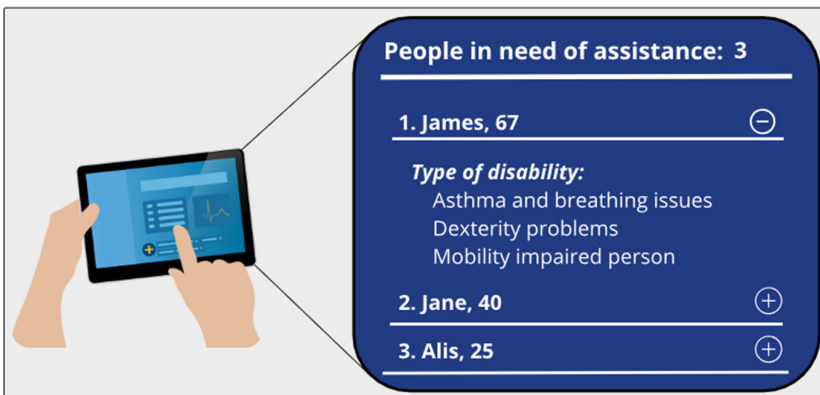 People in need of assistance: 3
1. James, 67
Type of disability:
Asthma and breathing issues
Dexterity problems
Mobility impaired person
2. Jane, 40
3. Alis, 25